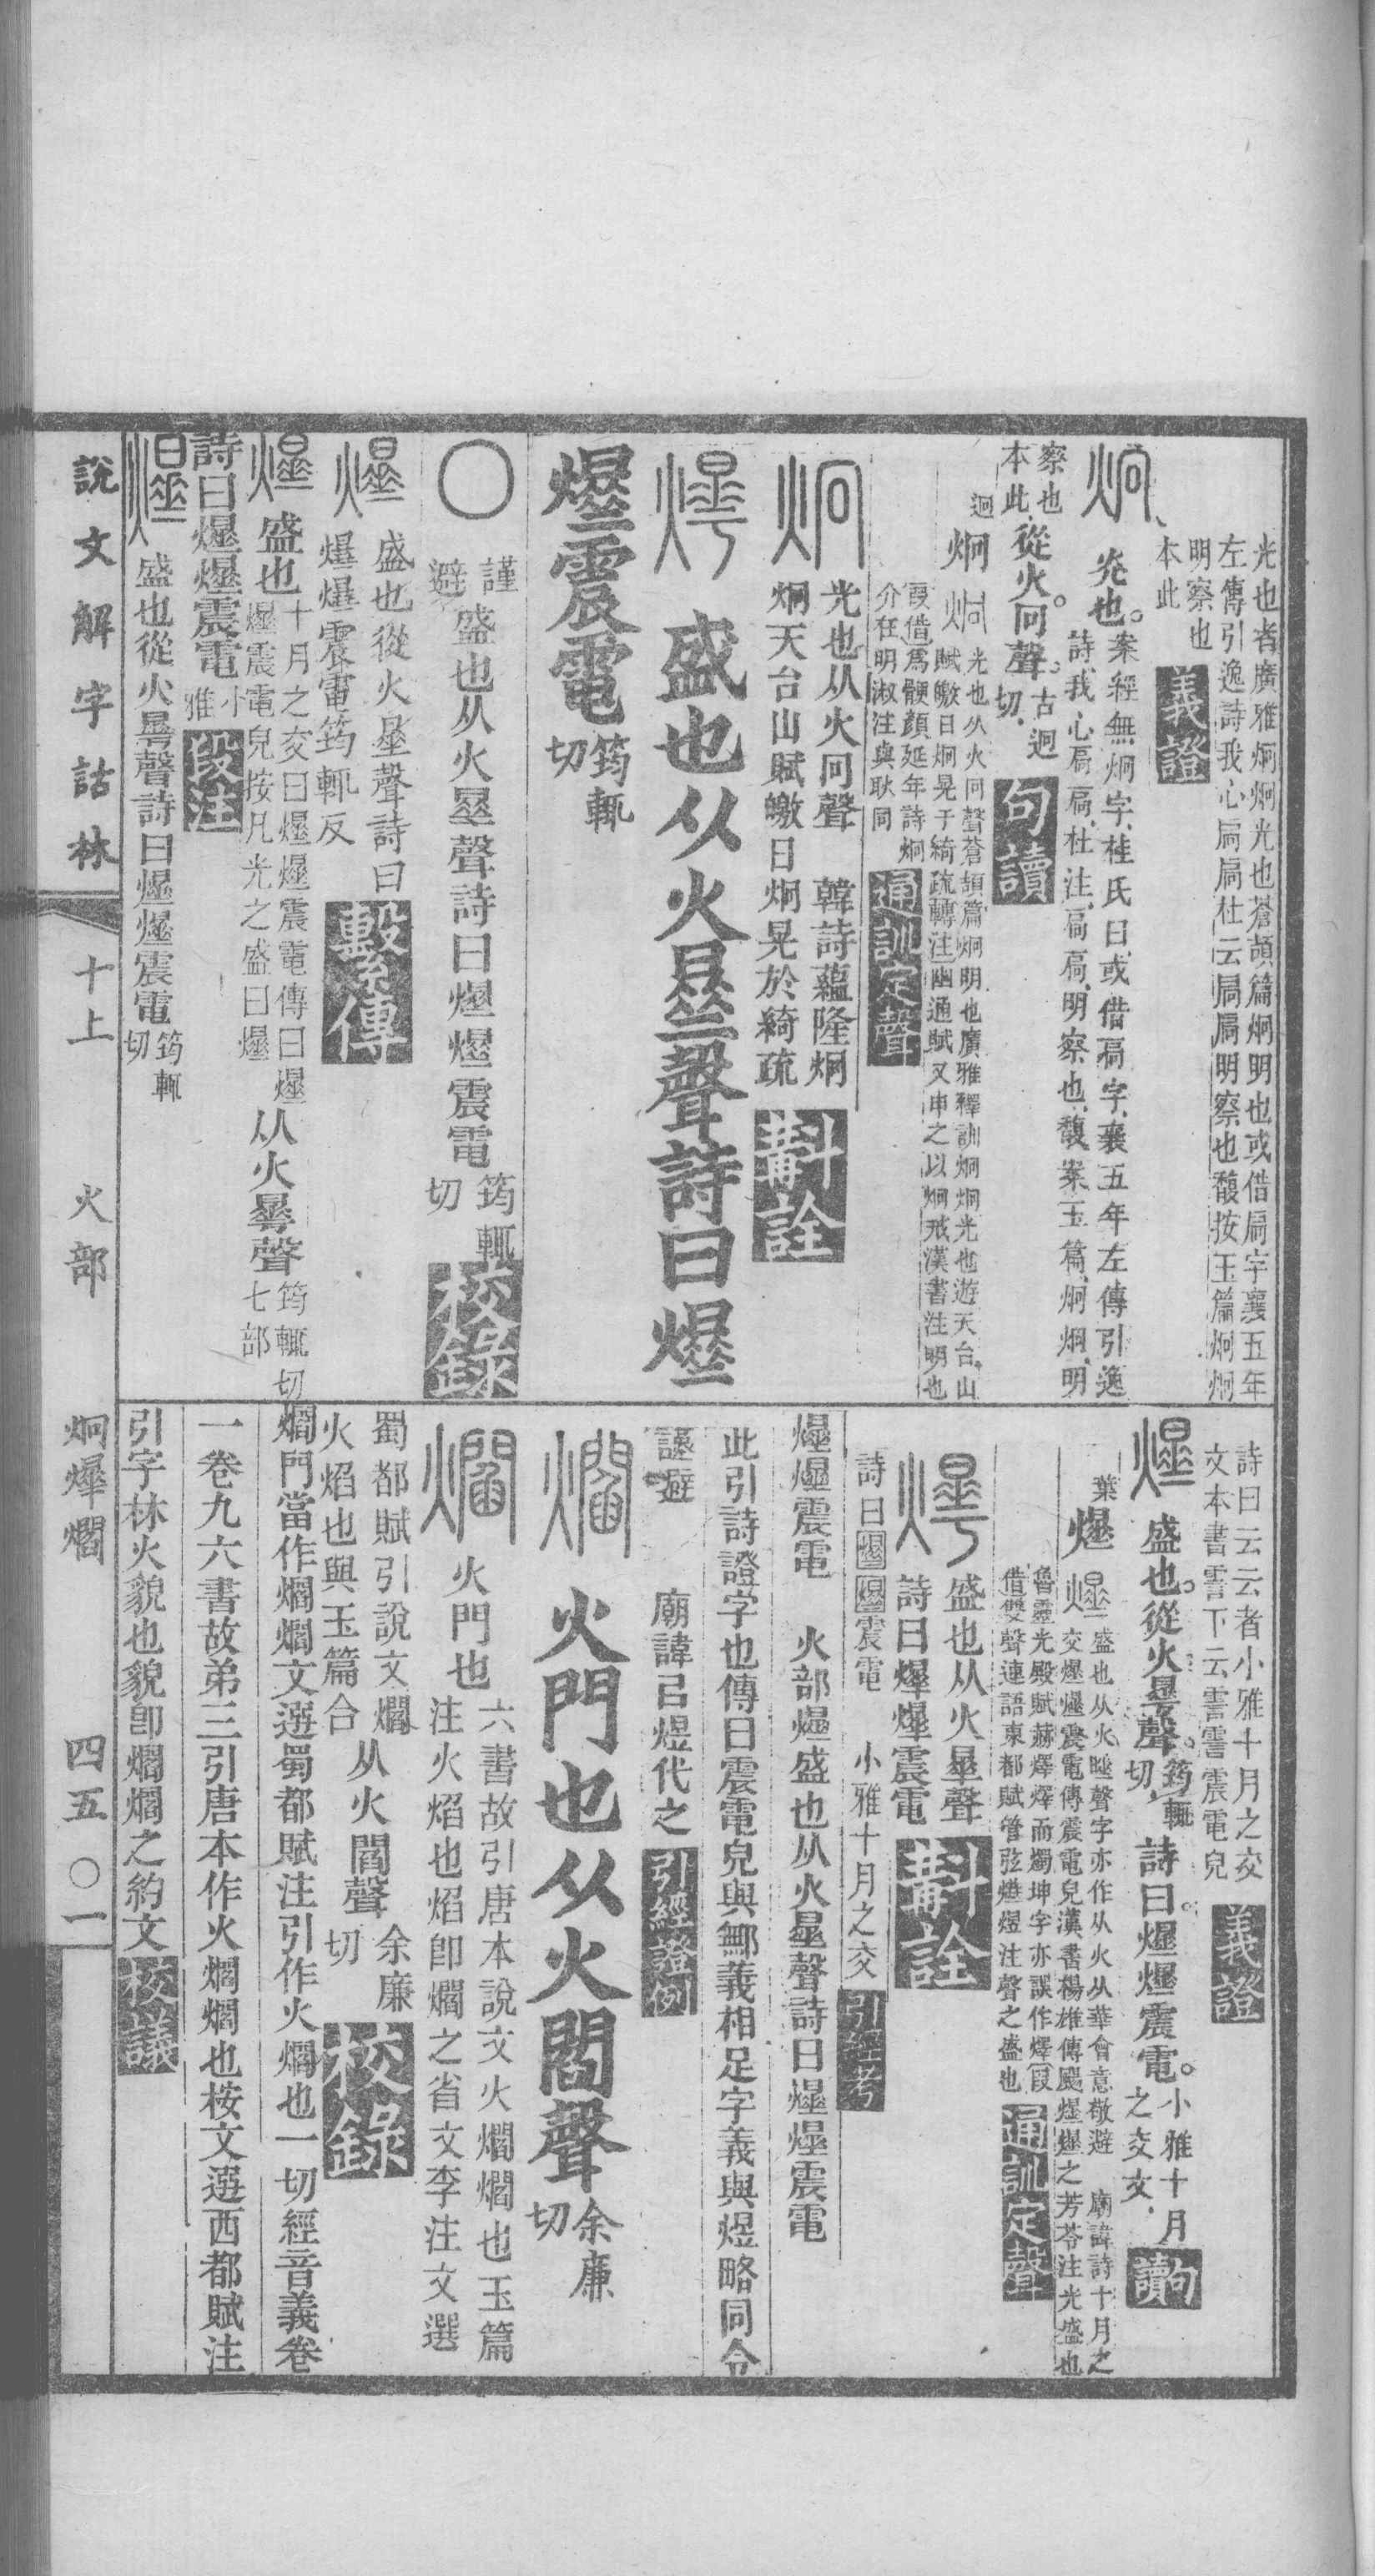 光也者廣雅炯炯光也蒼頡篇炯明也或借扃字襄五年
左傳引逸詩我心扃扃杜云扃扃明察也馥按玉篇炯炯
明察也
本此
義證
炯
光也。
案經無炯字、桂氏曰、或借扃字、襄五年左傳引逸
詩、我心扃扃、杜注、扃扃、明察也、馥案、玉篇、炯炯、明
察也
本此、
從火。冋聲。
古迥
切、
句讀
迥
炯
炯
光也从火冋聲蒼頡篇炯明也廣雅釋訓炯炯光也遊天台山
賦皦日炯晃于綺疏轉注幽通賦又申之以炯戒漢書注明也
叚借爲顏延年詩炯
介在明淑注與耿同
通訓定聲
炯
光也从火冋聲 韓詩蘊隆炯
炯天台山賦皦日炯晃於綺疏
斠詮
盛也从火㬎聲詩曰爗
爗震電
筠輒
切
〇
謹
避
盛也从火聲詩曰爗爗震電
筠輒
切
校錄
爗
盛也從火聲詩曰
爗爗震電筠輒反
繫傳
爗
盛也
十月之交曰爗爗震電傳曰爗
爗震電皃按凡光之盛曰爗
从火㬎聲
筠輒切
七部
詩曰爗爗震電
小
雅
段注
爗
盛也從火聲詩曰爗爗震電
筠輒
切
說文解字詁林
十上
火部
炯爗爓
四五〇一
詩曰云云者小雅十月之交
文本書霅下云霅霅震電皃
義證
爗
盛也。從火聲。
筠輒
切、
詩曰。爗爗震電。
小雅十月
之交文、
句讀
葉
爗
爗
盛也从火聲字亦作从火从華會意敬避 廟諱詩十月之
交爗爗震電傳震電皃漢書楊雄傳颺爗爗之芳苓注光盛也
魯靈光殿賦赫燡燡而爥坤字亦誤作燡叚
借雙聲連語東都賦管弦爗煜注聲之盛也
通訓定聲
盛也从火聲
詩曰爗爗震電
斠詮
詩曰爗爗震電 小雅十月之交
引經考
爗爗震電 火部爗盛也从火聲詩曰爗爗震電
此引詩證字也傳曰震電皃與鄦義相足字義與煜略同今
謹避 廟諱吕煜代之
引經證例
爓
火門也从火閻聲
余廉
切
爓
火門也
六書故引唐本說文火爓爓也玉篇
注火焰也焰卽爓之省文李注文選
蜀都賦引說文爓
火焰也與玉篇合
从火閻聲
余廉
切
校錄
爓門當作爓爓文選蜀都賦注引作火爓也一切經音義卷
一卷九六書故弟三引唐本作火爓爓也按文選西都賦注
引字林火貌也貌卽爓爓之約文
校議